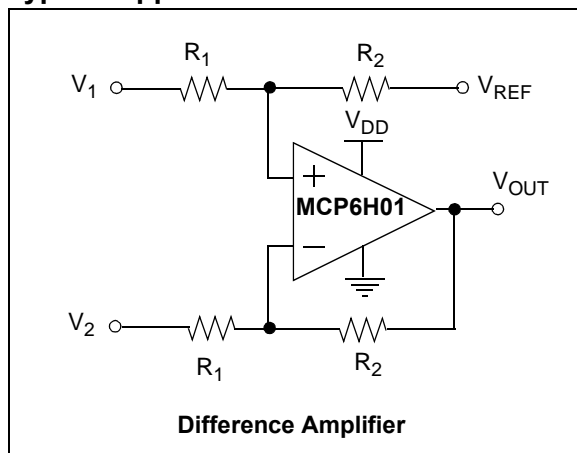 R1
R2
V1
VREF
VDD
+
MCP6H01
VOUT
−
V2
R1
R2
Difference Amplifier